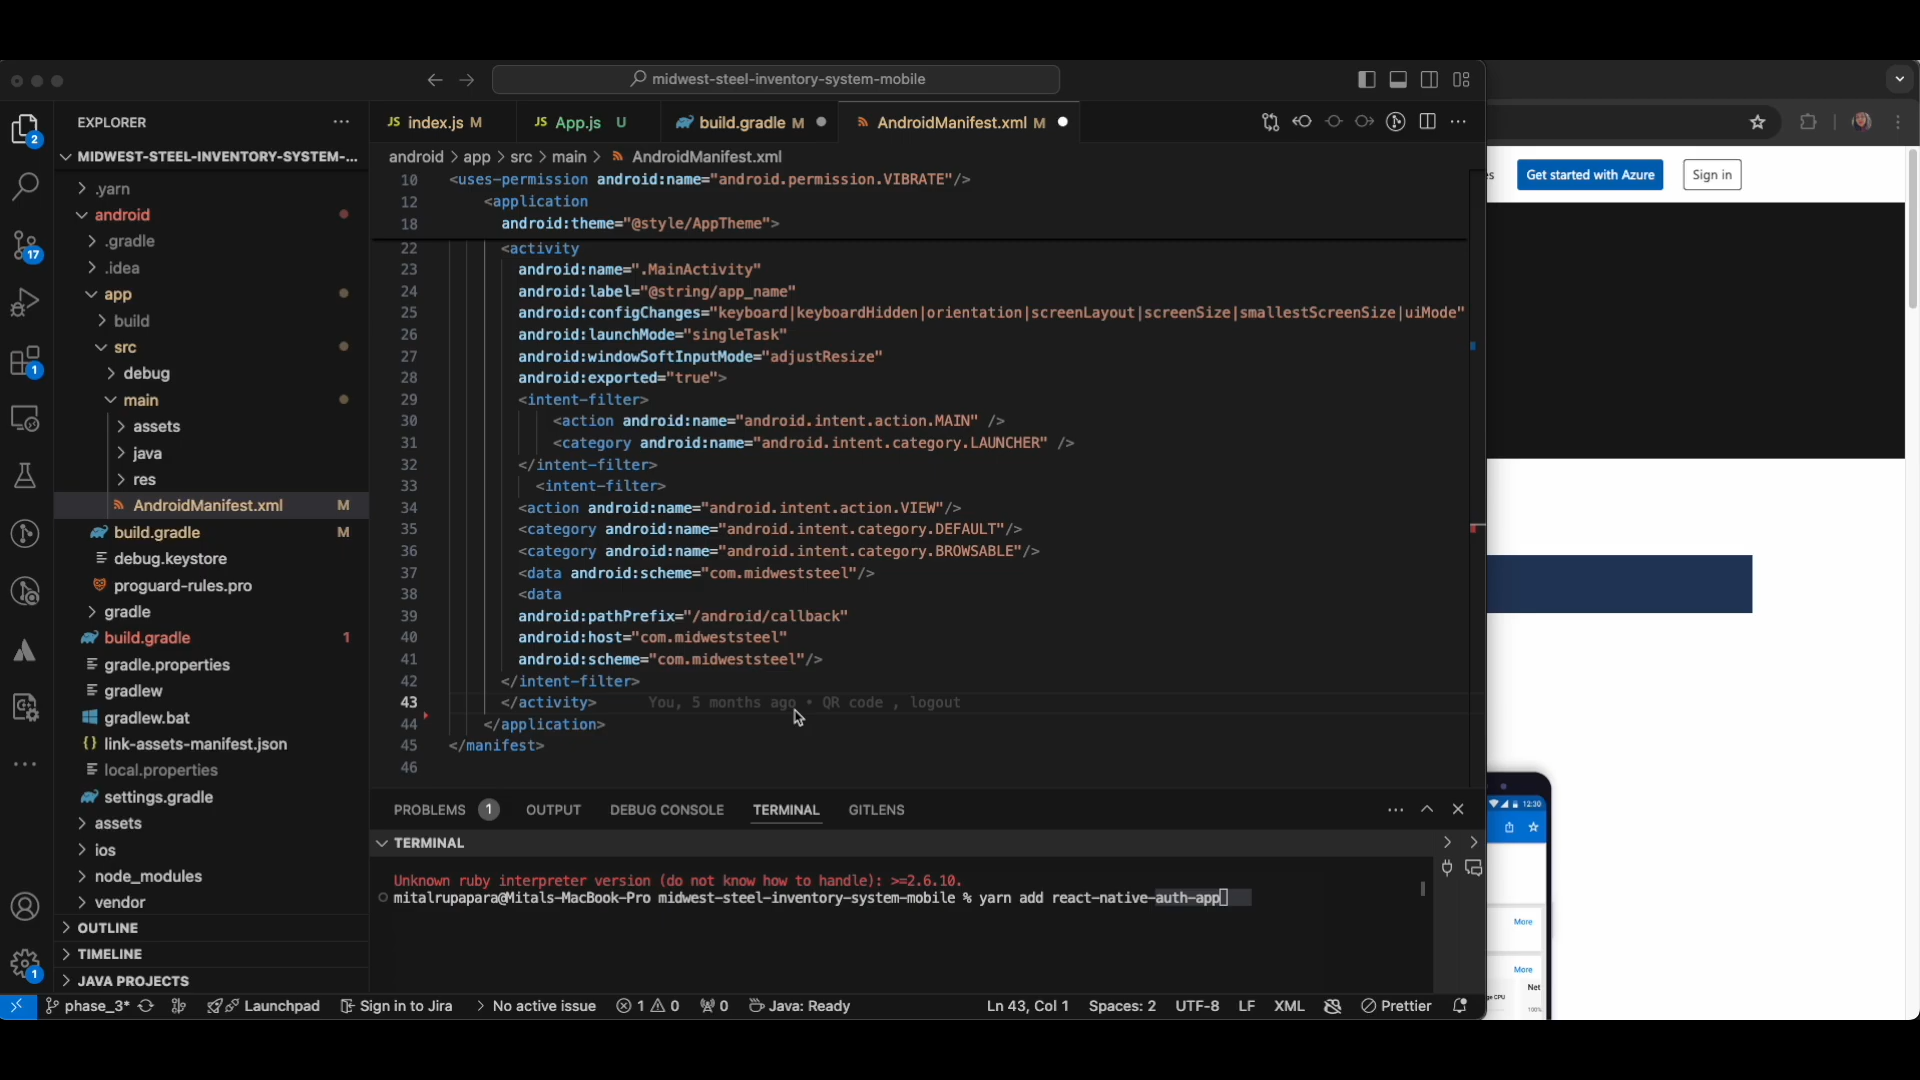 midwest-steel-inventory-system-mobile
EXPLORER
MIDWEST-STEEL-INVENTORY-SYSTEM-...
.yarn
android
.gradle
.idea
app
build
src
debug
main
assets
java
res
AndroidManifest.xml M
build.gradle M
debug.keystore
proguard-rules.pro
gradle
build.gradle 1
gradle.properties
gradlew
gradlew.bat
link-assets-manifest.json
local.properties
settings.gradle
assets
ios
node_modules
vendor
OUTLINE
TIMELINE
JAVA PROJECTS
2
17
1
1
JS index.js M
JS App.js U
build.gradle M
AndroidManifest.xml M
android > app > src > main > AndroidManifest.xml
10 <uses-permission android:name="android.permission.VIBRATE"/>
12 <application
18 android:theme="@style/AppTheme">
22 <activity
23 android:name=".MainActivity"
24 android:label="@string/app_name"
25 android:configChanges="keyboard|keyboardHidden|orientation|screenLayout|screenSize|smallestScreenSize|uiMode"
26 android:launchMode="singleTask"
27 android:windowSoftInputMode="adjustResize"
28 android:exported="true">
29 <intent-filter>
30 <action android:name="android.intent.action.MAIN" />
31 <category android:name="android.intent.category.LAUNCHER" />
32 </intent-filter>
33 <intent-filter>
34 <action android:name="android.intent.action.VIEW"/>
35 <category android:name="android.intent.category.DEFAULT"/>
36 <category android:name="android.intent.category.BROWSABLE"/>
37 <data android:scheme="com.midweststeel"/>
38 <data
39 android:pathPrefix="/android/callback"
40 android:host="com.midweststeel"
41 android:scheme="com.midweststeel"/>
42 </intent-filter>
43 </activity> You, 5 months ago • QR code , logout
44 </application>
45 </manifest>
46
PROBLEMS 1 OUTPUT DEBUG CONSOLE TERMINAL GITLENS
TERMINAL
Unknown ruby interpreter version (do not know how to handle): >=2.6.10.
mitalrupapara@Mitals-MacBook-Pro midwest-steel-inventory-system-mobile % yarn add react-native-auth-app
phase_3* Launchpad Sign in to Jira No active issue 1 0 0 Java: Ready Ln 43, Col 1 Spaces: 2 UTF-8 LF XML Prettier
es Get started with Azure Sign in
12:30
More
More
Net
100%